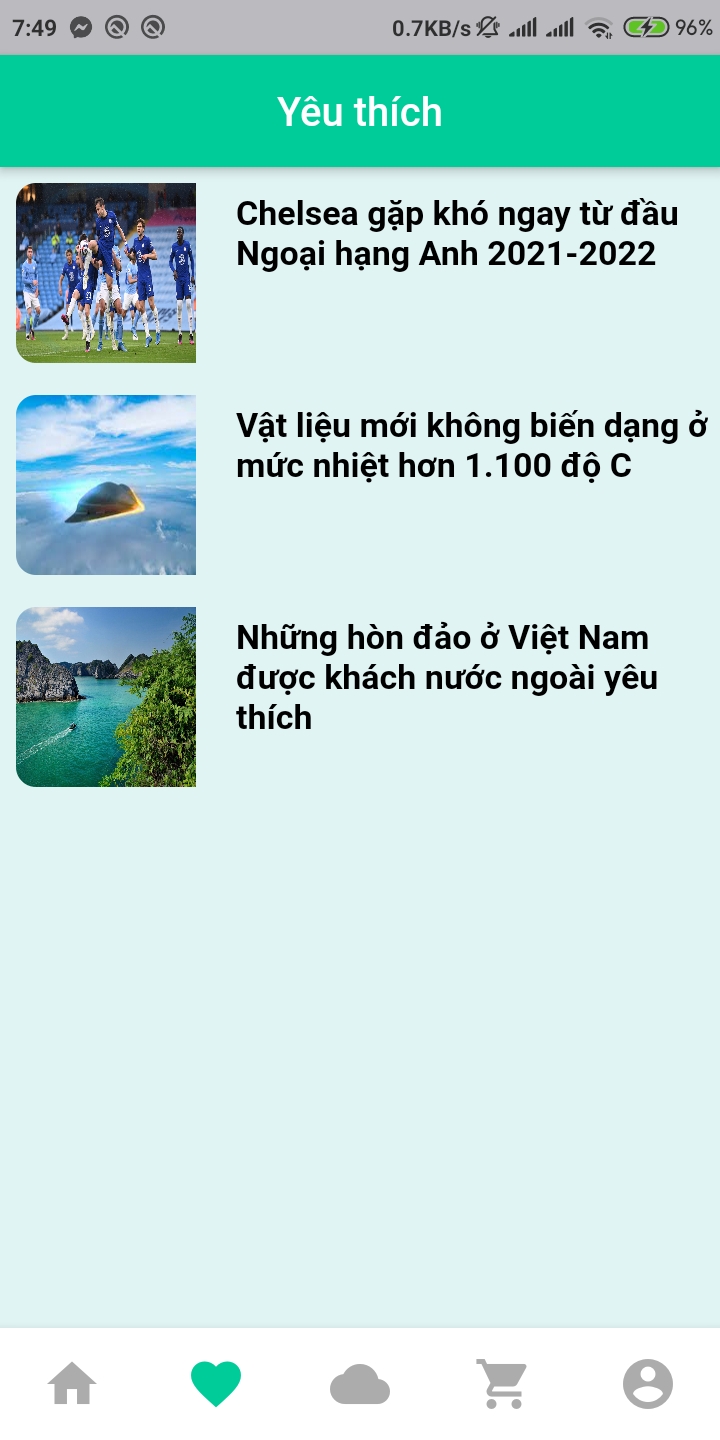 7:49 0.7KB/s 96%
Yêu thích
Chelsea gặp khó ngay từ đầu
Ngoại hạng Anh 2021-2022
Vật liệu mới không biến dạng ở
mức nhiệt hơn 1.100 độ C
Những hòn đảo ở Việt Nam
được khách nước ngoài yêu
thích